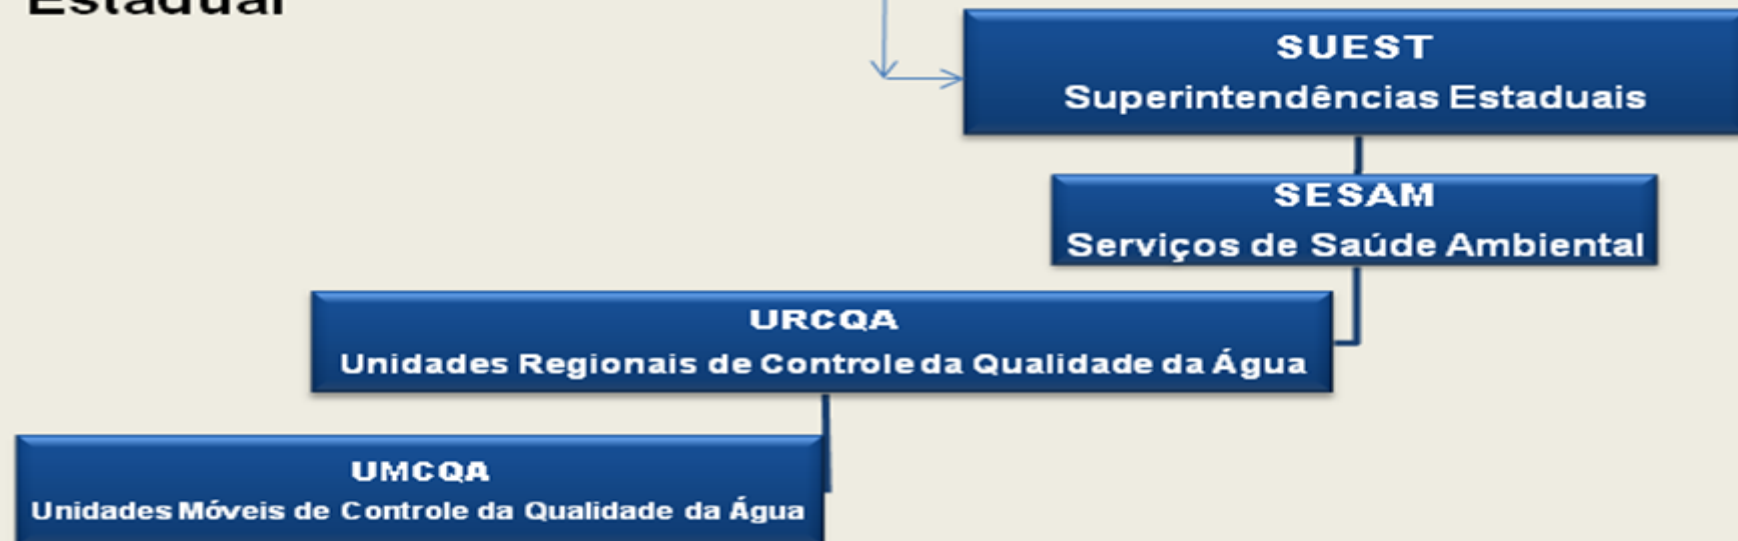 Estadual
SUEST
Superintendências Estaduais
SESAM
Serviços de Saúde Ambiental
URCQA
Unidades Regionais de Controle da Qualidade da Água
UMCQA
Unidades Móveis de Controle da Qualidade da Água